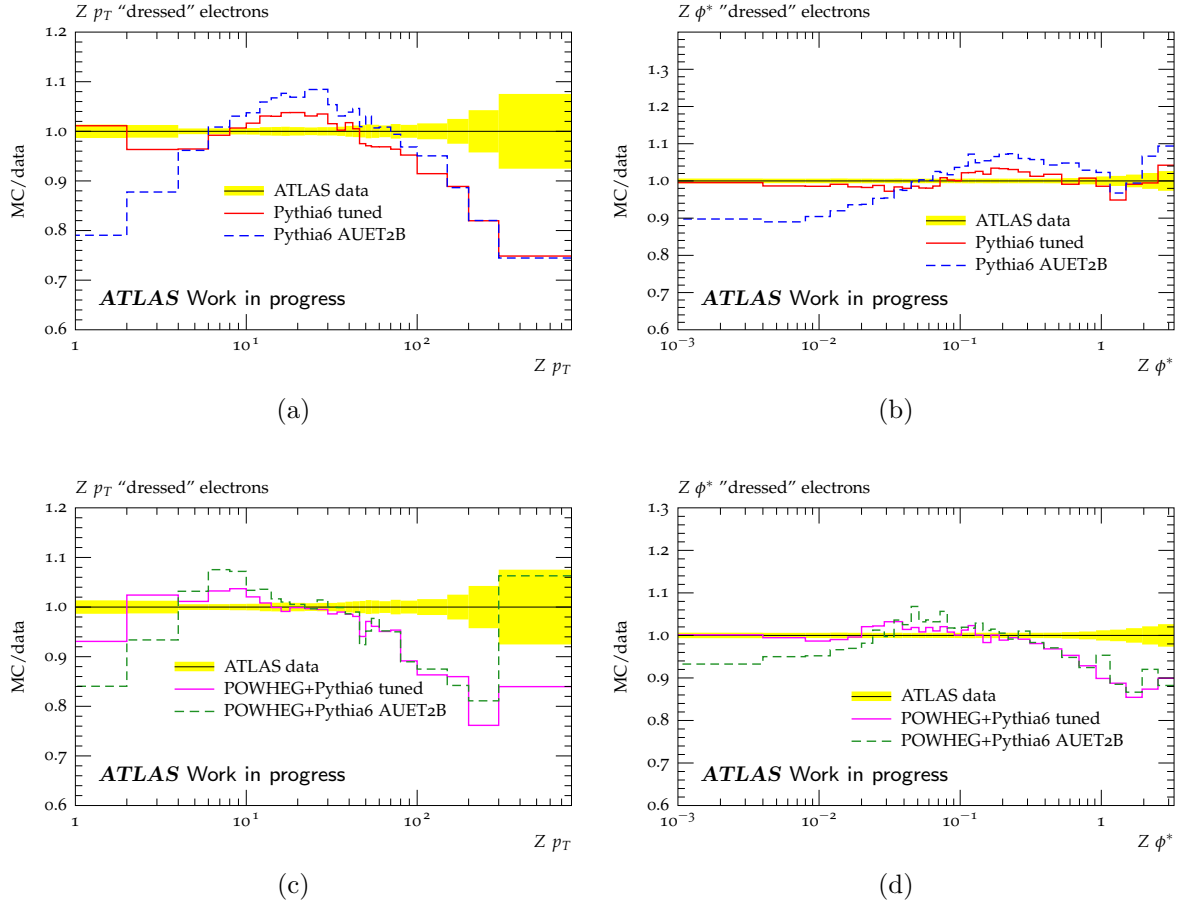 Z p_T “dressed” electrons
1.2
1.1
1.0
0.9
0.8
0.7
0.6
MC/data
ATLAS data
Pythia6 tuned
Pythia6 AUET2B
ATLAS Work in progress
1
10^1
10^2
Z p_T
(a)
Z ϕ* ”dressed” electrons
1.3
1.2
1.1
1.0
0.9
0.8
0.7
0.6
MC/data
ATLAS data
Pythia6 tuned
Pythia6 AUET2B
ATLAS Work in progress
10^−3
10^−2
10^−1
1
Z ϕ*
(b)
Z p_T “dressed” electrons
1.2
1.1
1.0
0.9
0.8
0.7
0.6
MC/data
ATLAS data
POWHEG+Pythia6 tuned
POWHEG+Pythia6 AUET2B
ATLAS Work in progress
1
10^1
10^2
Z p_T
(c)
Z ϕ* ”dressed” electrons
1.3
1.2
1.1
1.0
0.9
0.8
0.7
0.6
MC/data
ATLAS data
POWHEG+Pythia6 tuned
POWHEG+Pythia6 AUET2B
ATLAS Work in progress
10^−3
10^−2
10^−1
1
Z ϕ*
(d)